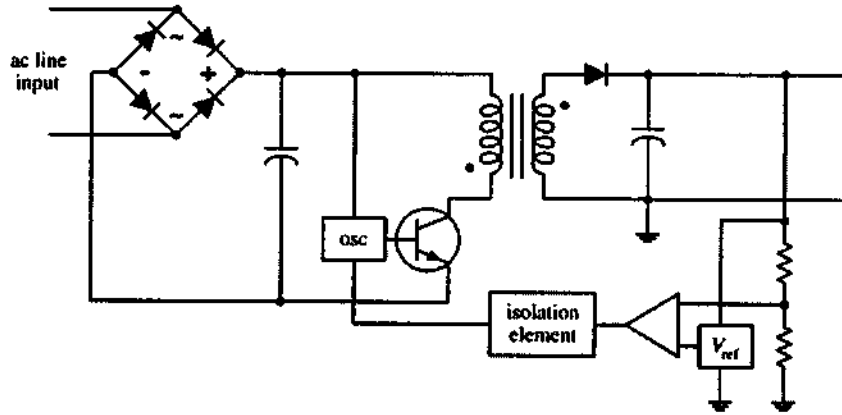 ac line
input
~
- +
~
osc
isolation
element
Vref